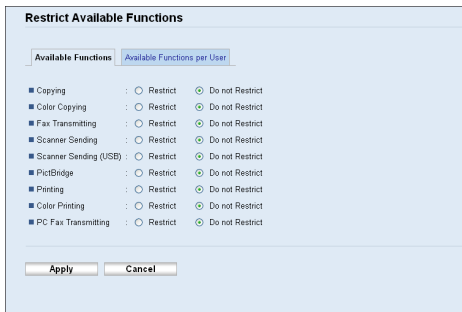 Restrict Available Functions
Available Functions Available Functions per User
Copying : Restrict Do not Restrict
Color Copying : Restrict Do not Restrict
Fax Transmitting : Restrict Do not Restrict
Scanner Sending : Restrict Do not Restrict
Scanner Sending (USB) : Restrict Do not Restrict
PictBridge : Restrict Do not Restrict
Printing : Restrict Do not Restrict
Color Printing : Restrict Do not Restrict
PC Fax Transmitting : Restrict Do not Restrict
Apply Cancel